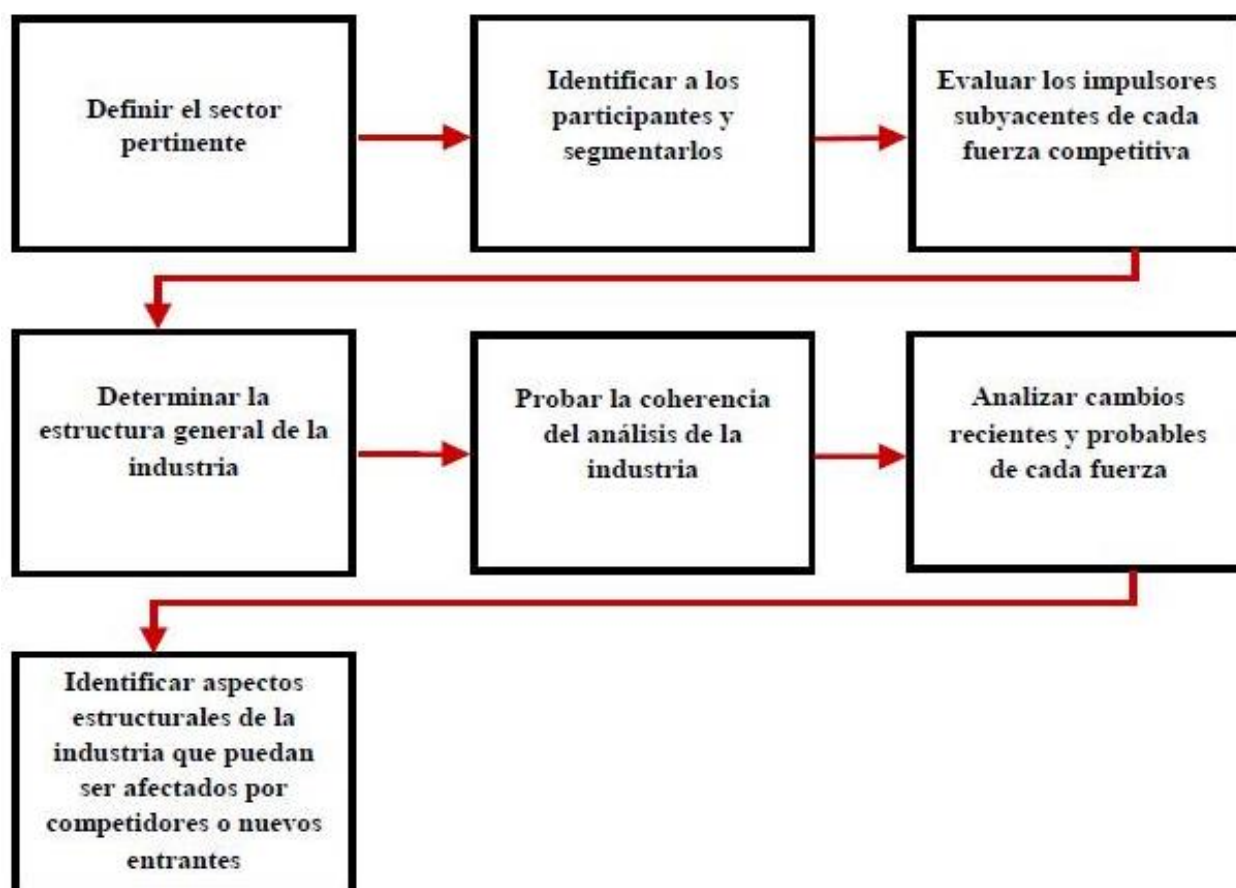 Definir el sector
pertinente
Identificar a los
participantes y
segmentarlos
Evaluar los impulsores
subyacentes de cada
fuerza competitiva
Determinar la
estructura general de la
industria
Probar la coherencia
del análisis de la
industria
Analizar cambios
recientes y probables
de cada fuerza
Identificar aspectos
estructurales de la
industria que puedan
ser afectados por
competidores o nuevos
entrantes